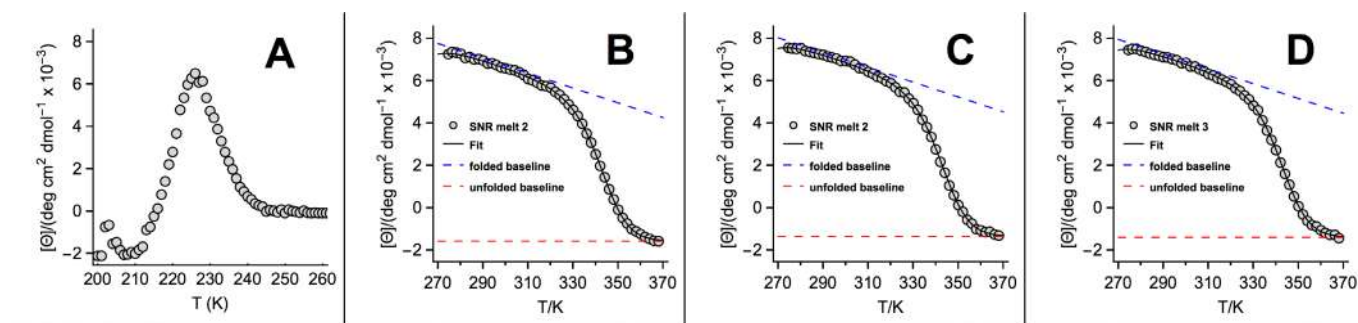 A
[Θ]/(deg cm² dmol⁻¹ x 10⁻³)
8
6
4
2
0
−2
200 210 220 230 240 250 260
T (K)
B
[Θ]/(deg cm² dmol⁻¹ x 10⁻³)
8
6
4
2
0
−2
SNR melt 2
Fit
folded baseline
unfolded baseline
270 290 310 330 350 370
T/K
C
[Θ]/(deg cm² dmol⁻¹ x 10⁻³)
8
6
4
2
0
−2
SNR melt 2
Fit
folded baseline
unfolded baseline
270 290 310 330 350 370
T/K
D
[Θ]/(deg cm² dmol⁻¹ x 10⁻³)
8
6
4
2
0
−2
SNR melt 3
Fit
folded baseline
unfolded baseline
270 290 310 330 350 370
T/K